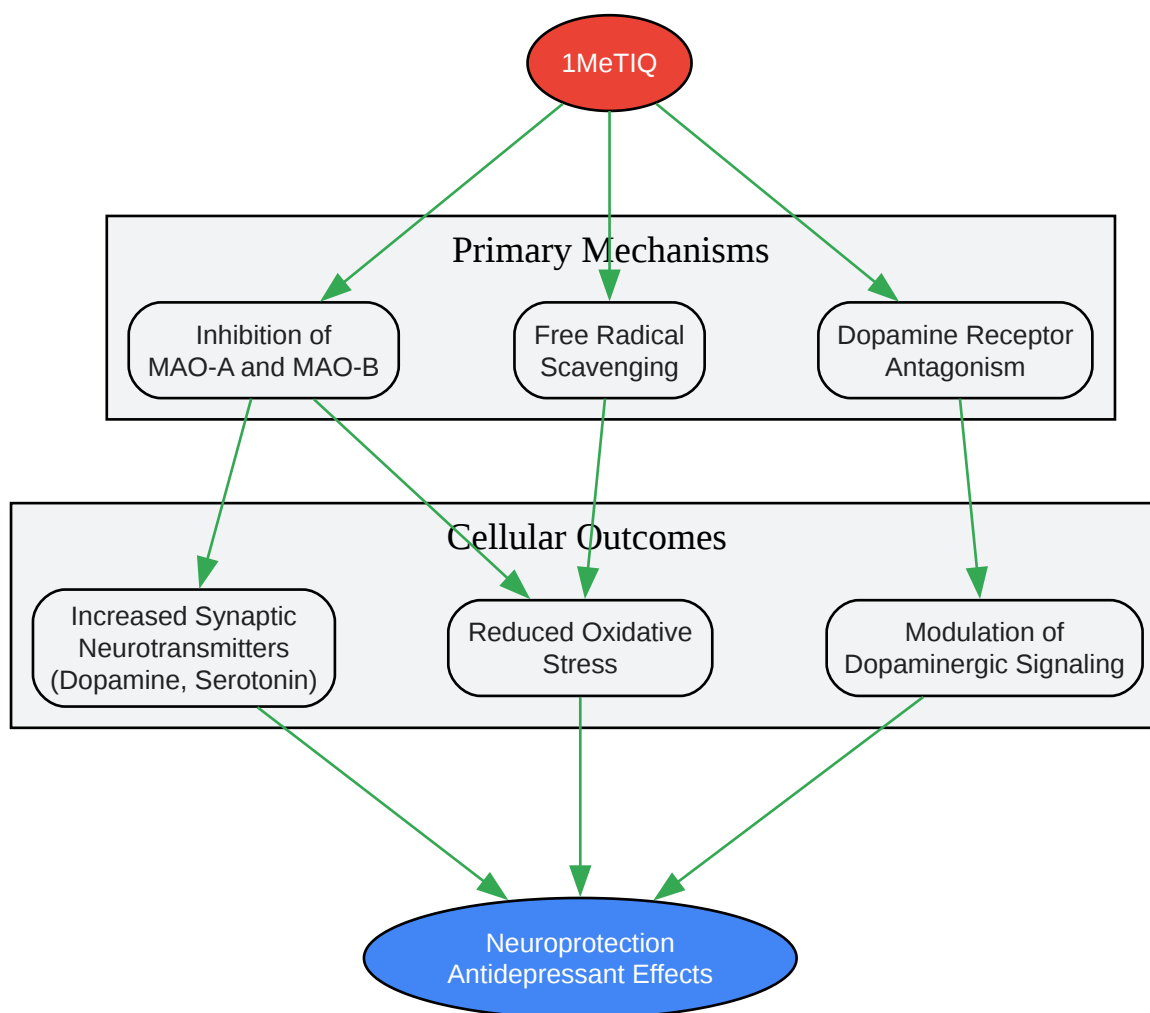 1MeTIQ
Primary Mechanisms
Inhibition of
MAO-A and MAO-B
Free Radical
Scavenging
Dopamine Receptor
Antagonism
Cellular Outcomes
Increased Synaptic
Neurotransmitters
(Dopamine, Serotonin)
Reduced Oxidative
Stress
Modulation of
Dopaminergic Signaling
Neuroprotection
Antidepressant Effects